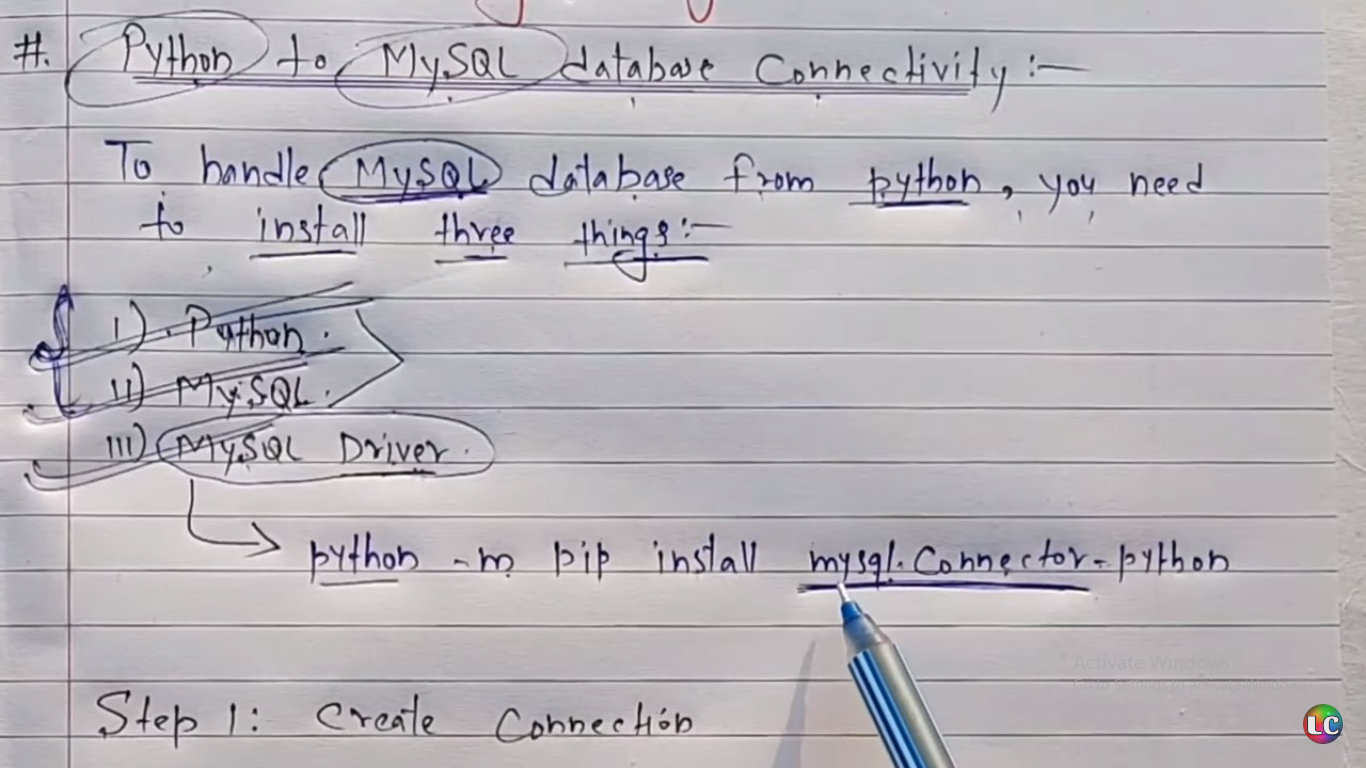 #. Python to MySQL database Connectivity :-
To handle MySQL database from python, you need
to install three things:-
I) . Python .
II) MySQL .
III) MySQL Driver .
python -m pip install mysql.Connector-python
Activate Windows
Go to Settings to activate Windows.
Step 1: Create Connection
LC